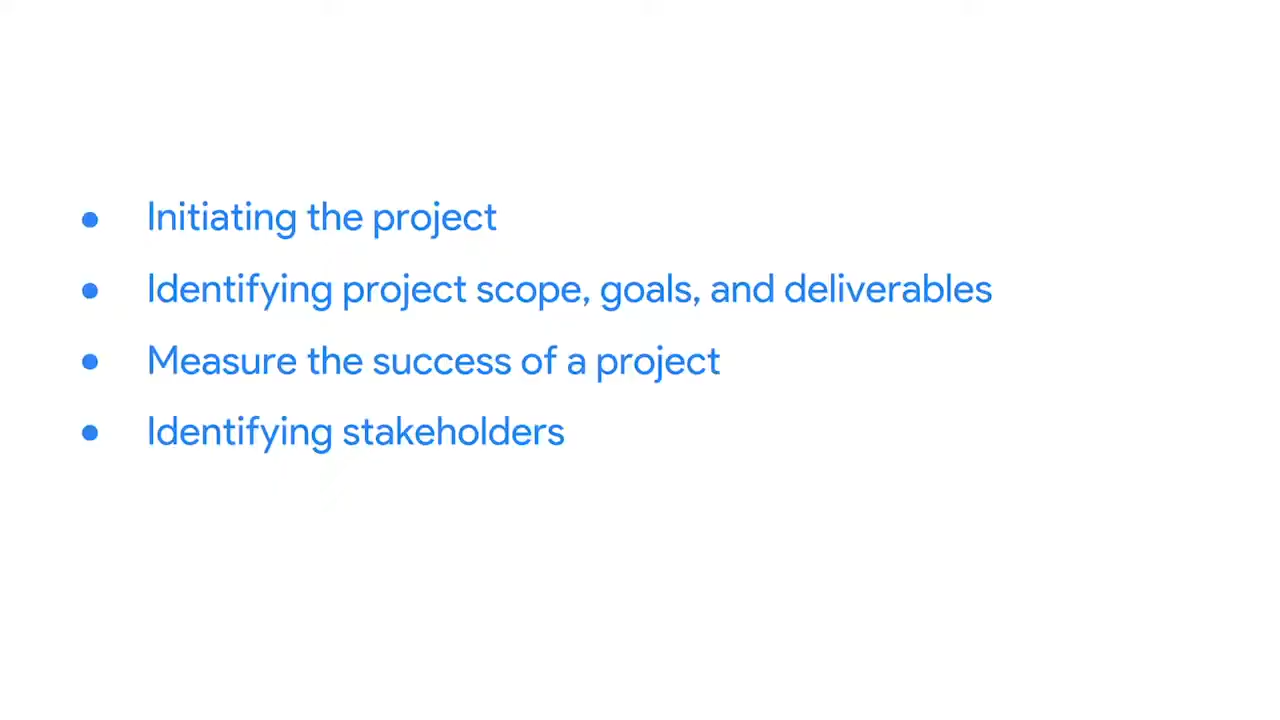 ● Initiating the project
● Identifying project scope, goals, and deliverables
● Measure the success of a project
● Identifying stakeholders